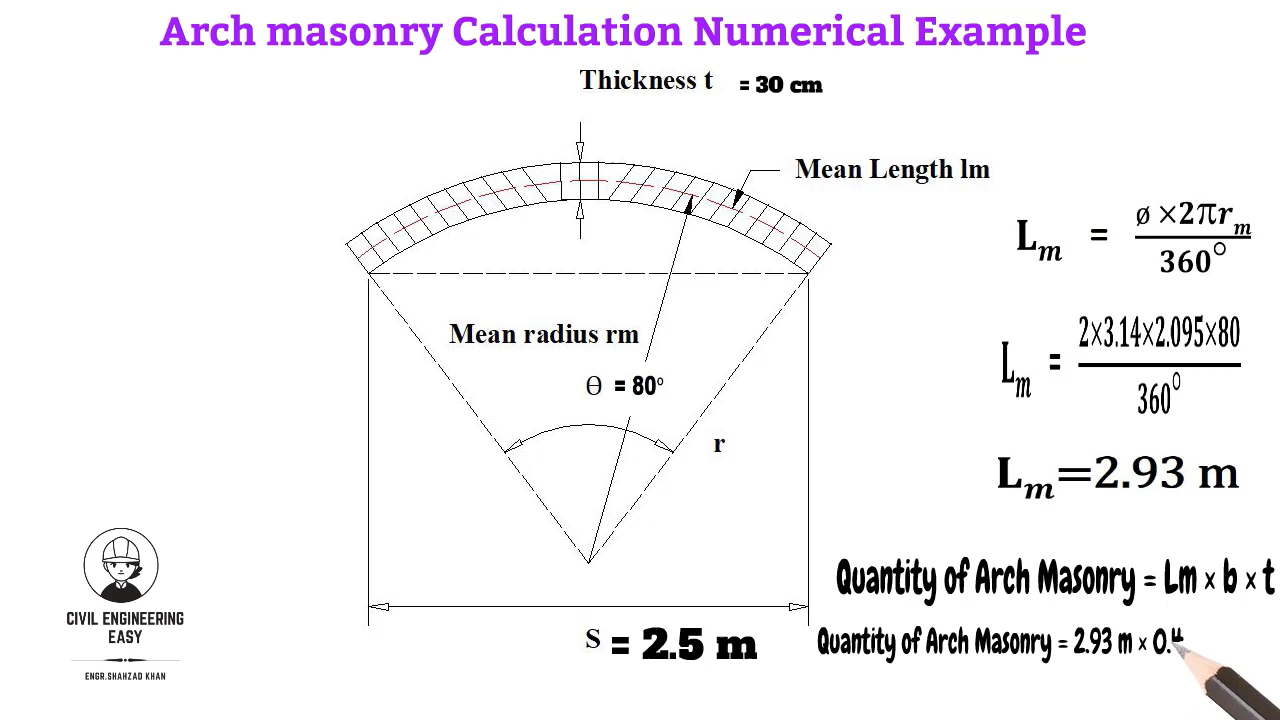 Arch masonry Calculation Numerical Example
Thickness t = 30 cm
Mean Length lm
Lm = ø ×2πrm
360°
Mean radius rm
Lm = 2×3.14×2.095×80
360°
Ɵ = 80°
r
Lm=2.93 m
Quantity of Arch Masonry = Lm × b × t
Quantity of Arch Masonry = 2.93 m × 0.4
S = 2.5 m
CIVIL ENGINEERING
EASY
ENGR.SHAHZAD KHAN